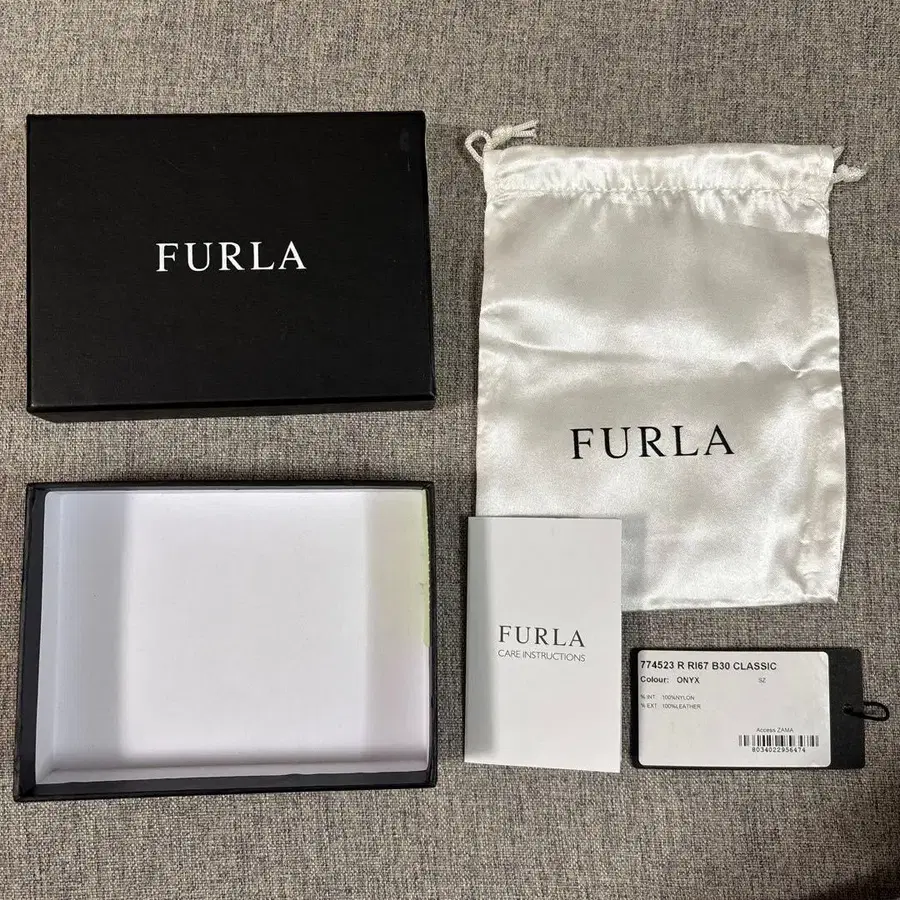 FURLA
FURLA
FURLA
CARE INSTRUCTIONS
774523 R RI67 B30 CLASSIC
Colour: ONYX SZ
% INT. 100%NYLON
% EXT. 100%LEATHER
Access ZAMA
8034022956474